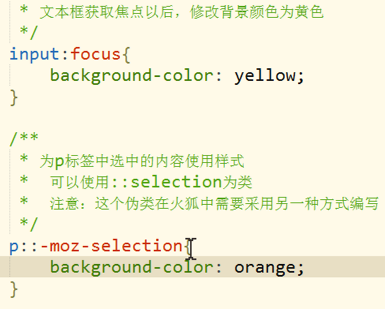 * 文本框获取焦点以后，修改背景颜色为黄色
*/
input:focus{
background-color: yellow;
}
/**
* 为p标签中选中的内容使用样式
* 可以使用::selection为类
* 注意：这个伪类在火狐中需要采用另一种方式编写
*/
p::-moz-selection{
background-color: orange;
}